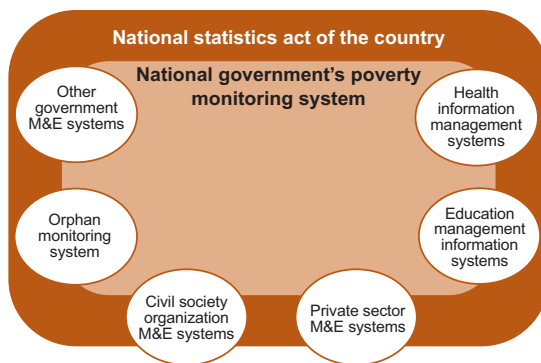 National statistics act of the country
National government’s poverty
monitoring system
Other
government
M&E systems
Health
information
management
systems
Orphan
monitoring
system
Education
management
information
systems
Civil society
organization
M&E systems
Private sector
M&E systems